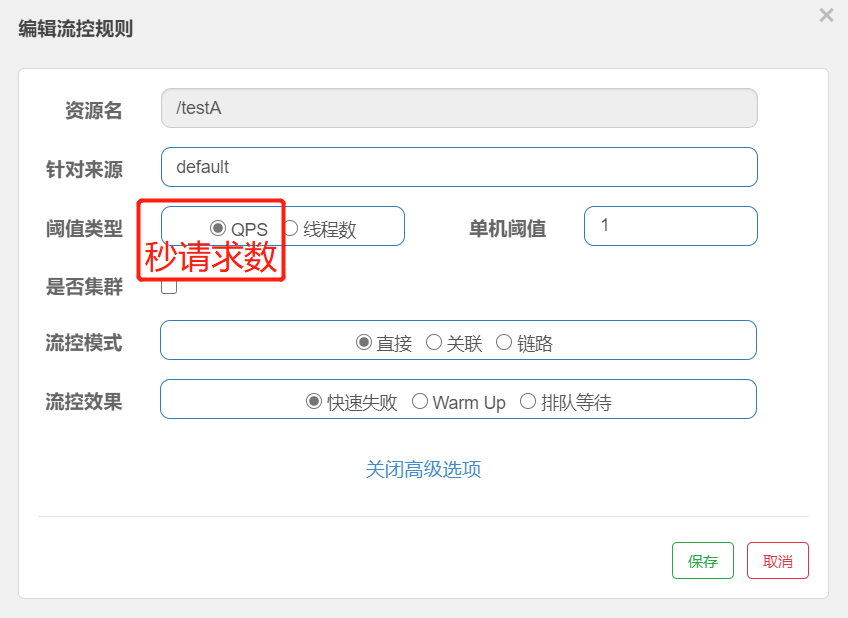 编辑流控规则
×
资源名 /testA
针对来源 default
阈值类型 QPS 线程数 单机阈值 1
秒请求数
是否集群
流控模式 直接 关联 链路
流控效果 快速失败 Warm Up 排队等待
关闭高级选项
保存 取消